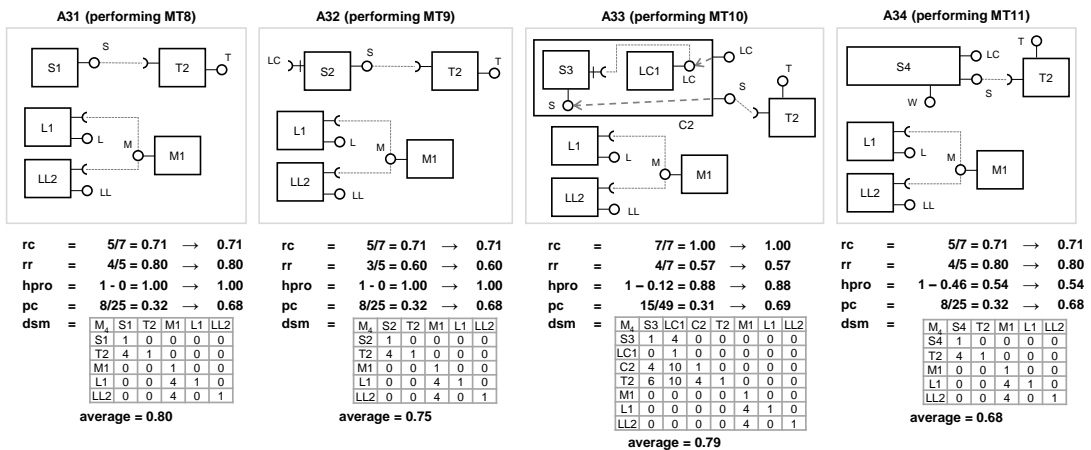 A31 (performing MT8)
S1
S
T2
T
L1
L
M
M1
LL2
LL
rc = 5/7 = 0.71 → 0.71
rr = 4/5 = 0.80 → 0.80
hpro = 1 - 0 = 1.00 → 1.00
pc = 8/25 = 0.32 → 0.68
dsm =
M4 S1 T2 M1 L1 LL2
S1 1 0 0 0 0
T2 4 1 0 0 0
M1 0 0 1 0 0
L1 0 0 4 1 0
LL2 0 0 4 0 1
average = 0.80
A32 (performing MT9)
LC
S2
S
T2
T
L1
L
M
M1
LL2
LL
rc = 5/7 = 0.71 → 0.71
rr = 3/5 = 0.60 → 0.60
hpro = 1 - 0 = 1.00 → 1.00
pc = 8/25 = 0.32 → 0.68
dsm =
M4 S2 T2 M1 L1 LL2
S2 1 0 0 0 0
T2 4 1 0 0 0
M1 0 0 1 0 0
L1 0 0 4 1 0
LL2 0 0 4 0 1
average = 0.75
A33 (performing MT10)
S3
LC1
LC
LC
S
S
C2
T
T2
L1
L
M
M1
LL2
LL
rc = 7/7 = 1.00 → 1.00
rr = 4/7 = 0.57 → 0.57
hpro = 1 – 0.12 = 0.88 → 0.88
pc = 15/49 = 0.31 → 0.69
dsm =
M4 S3 LC1 C2 T2 M1 L1 LL2
S3 1 4 0 0 0 0 0
LC1 0 1 0 0 0 0 0
C2 4 10 1 0 0 0 0
T2 6 10 4 1 0 0 0
M1 0 0 0 0 1 0 0
L1 0 0 0 0 4 1 0
LL2 0 0 0 0 4 0 1
average = 0.79
A34 (performing MT11)
S4
LC
S
W
T
T2
L1
L
M
M1
LL2
LL
rc = 5/7 = 0.71 → 0.71
rr = 4/5 = 0.80 → 0.80
hpro = 1 – 0.46 = 0.54 → 0.54
pc = 8/25 = 0.32 → 0.68
dsm =
M4 S4 T2 M1 L1 LL2
S4 1 0 0 0 0
T2 4 1 0 0 0
M1 0 0 1 0 0
L1 0 0 4 1 0
LL2 0 0 4 0 1
average = 0.68